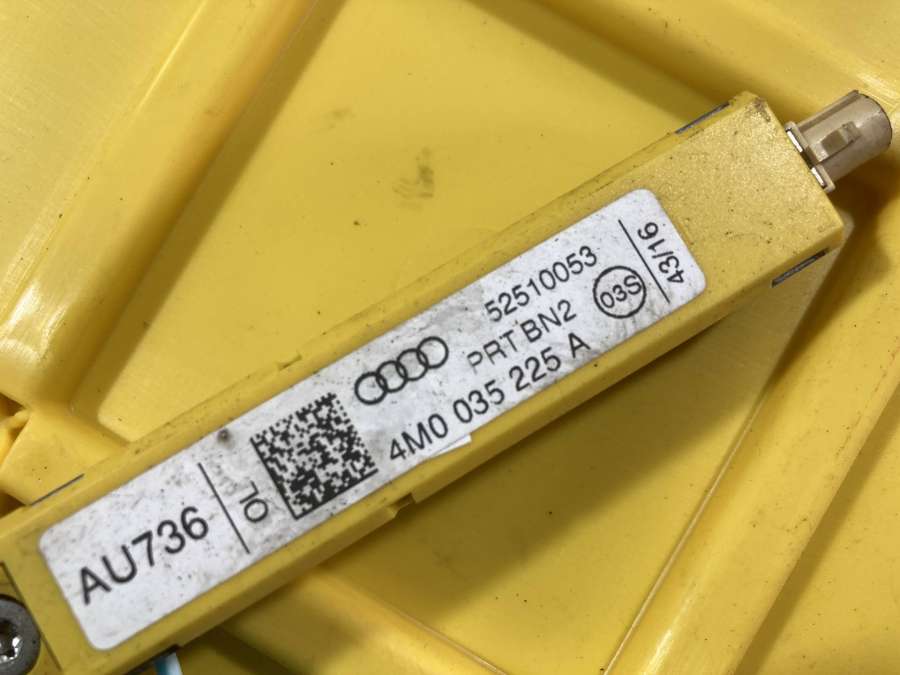 AU736
OL
52510053
PRT BN2
03S
4M0 035 225 A
43/16